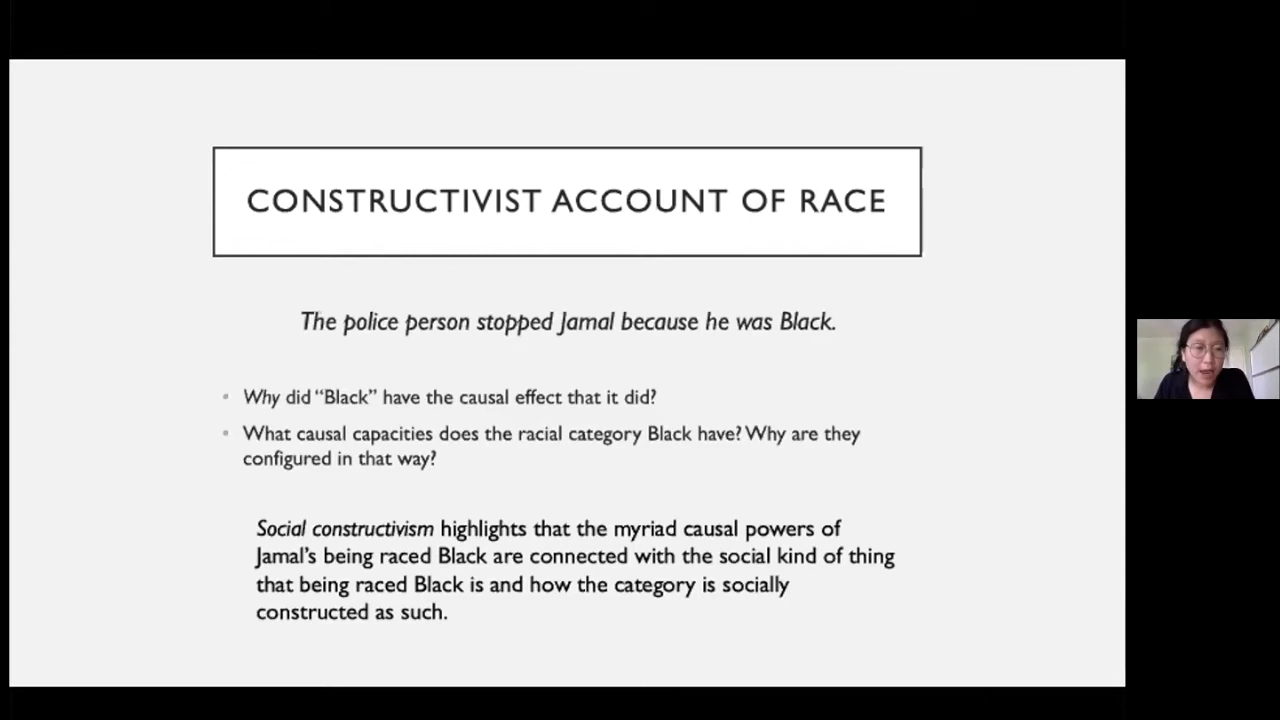 CONSTRUCTIVIST ACCOUNT OF RACE
The police person stopped Jamal because he was Black.
• Why did “Black” have the causal effect that it did?
• What causal capacities does the racial category Black have? Why are they
configured in that way?
Social constructivism highlights that the myriad causal powers of
Jamal’s being raced Black are connected with the social kind of thing
that being raced Black is and how the category is socially
constructed as such.